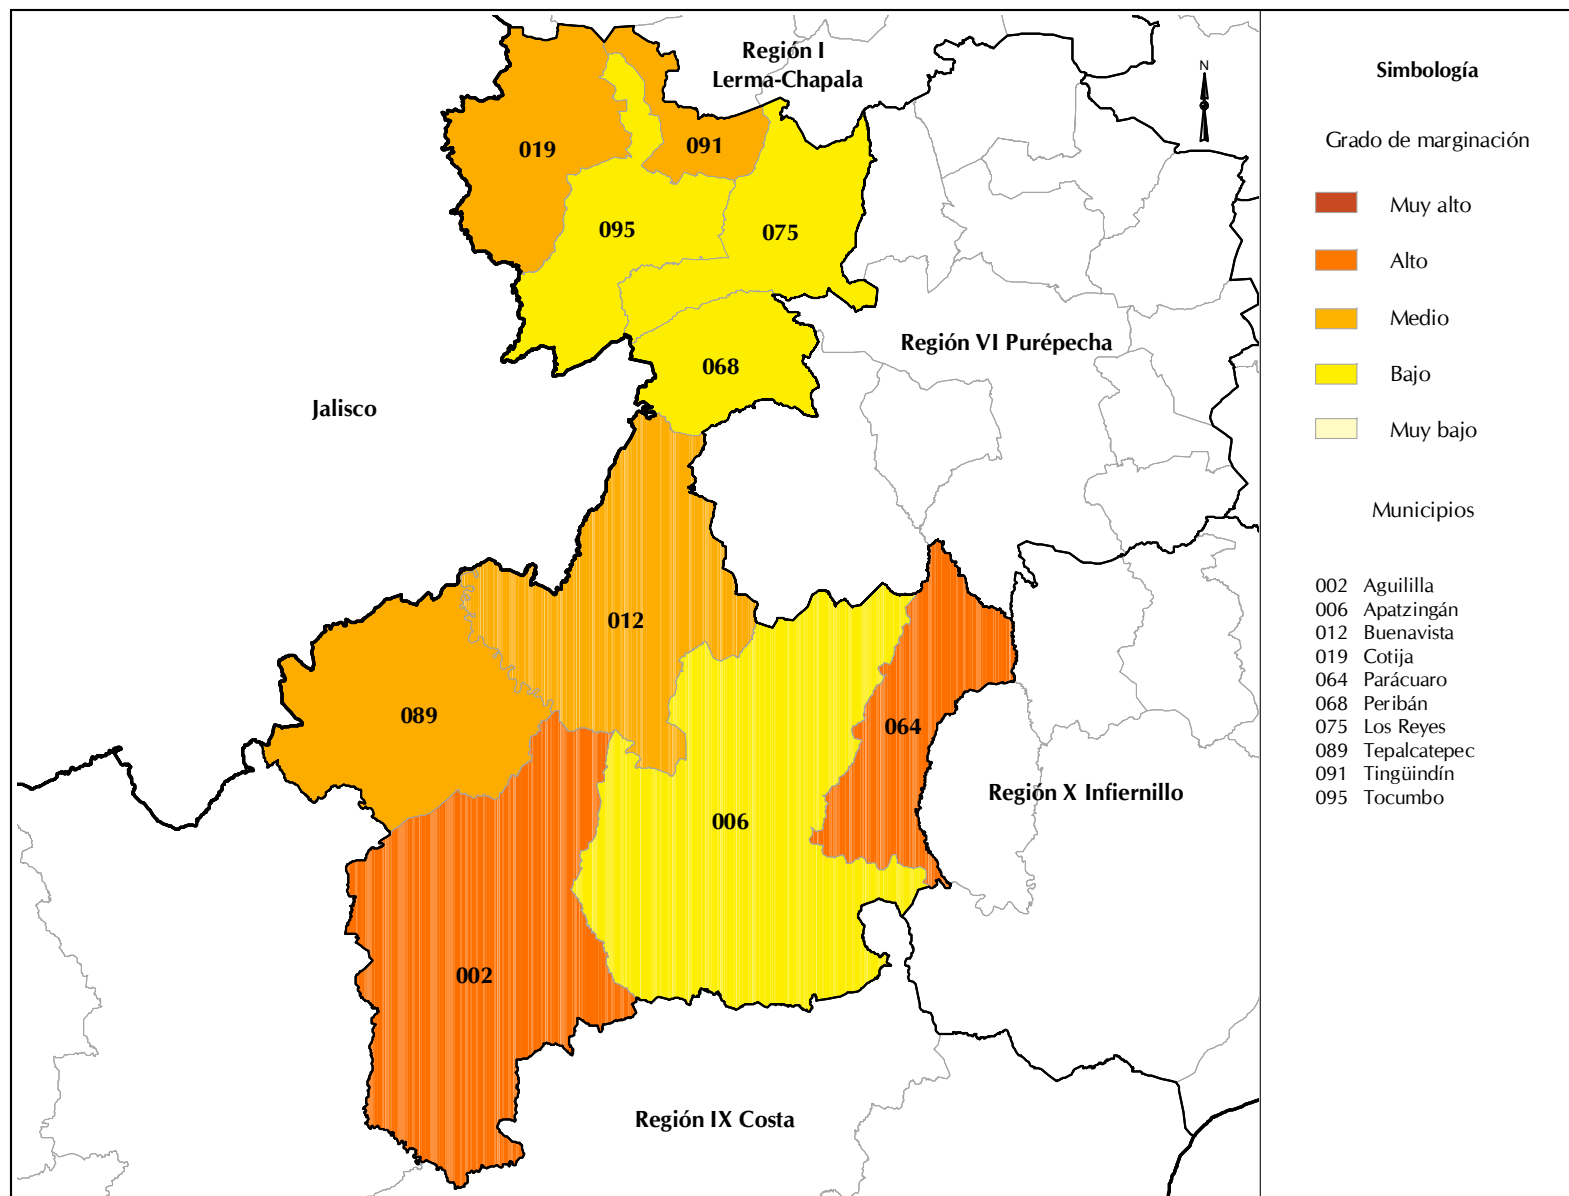 Región I
Lerma-Chapala
N
019
091
095
075
Región VI Purépecha
068
Jalisco
012
089
064
Región X Infiernillo
006
002
Región IX Costa
Simbología
Grado de marginación
Muy alto
Alto
Medio
Bajo
Muy bajo
Municipios
002 Aguililla
006 Apatzingán
012 Buenavista
019 Cotija
064 Parácuaro
068 Peribán
075 Los Reyes
089 Tepalcatepec
091 Tingüindín
095 Tocumbo